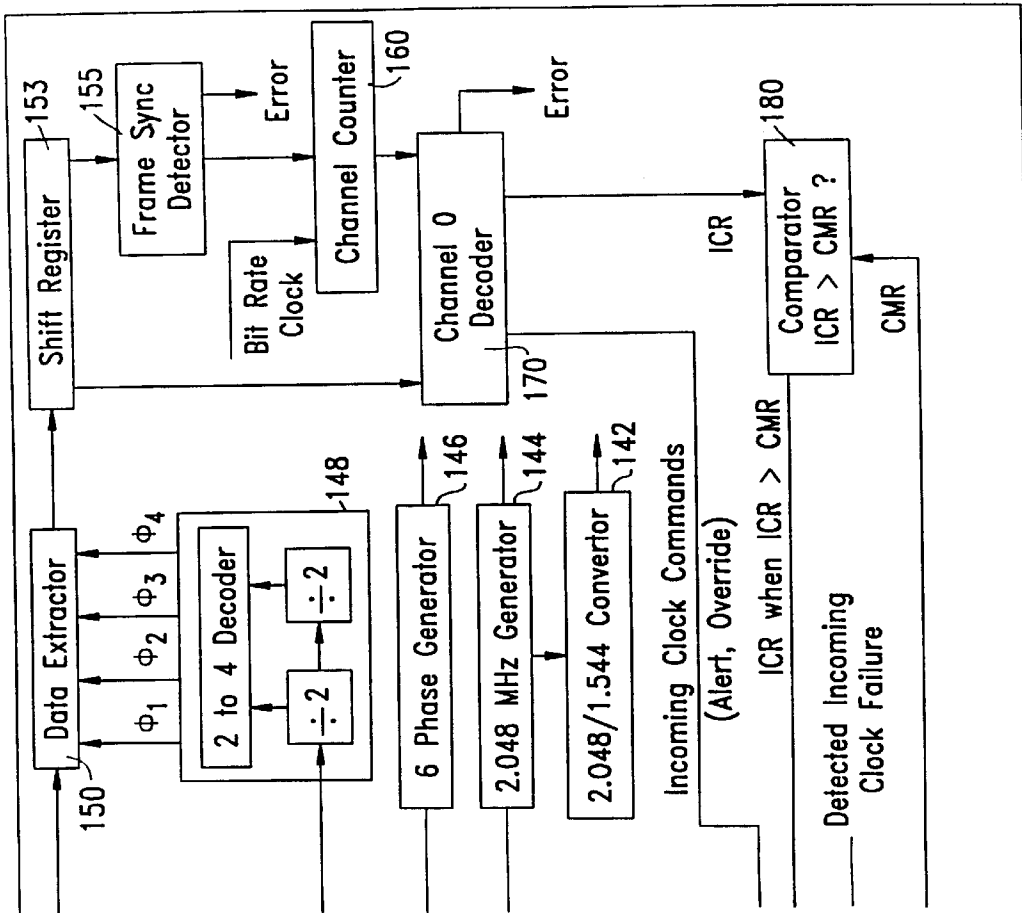 153
Shift Register
155
Frame Sync
Detector
Error
160
Channel Counter
Bit Rate
Clock
Channel 0
Decoder
170
Error
ICR
180
Comparator
ICR > CMR ?
CMR
Data Extractor
150
Φ1
Φ2
Φ3
Φ4
148
2 to 4 Decoder
÷2
÷2
6 Phase Generator
146
2.048 MHz Generator
144
2.048/1.544 Convertor
142
Incoming Clock Commands
(Alert, Override)
ICR when ICR > CMR
Detected Incoming
Clock Failure